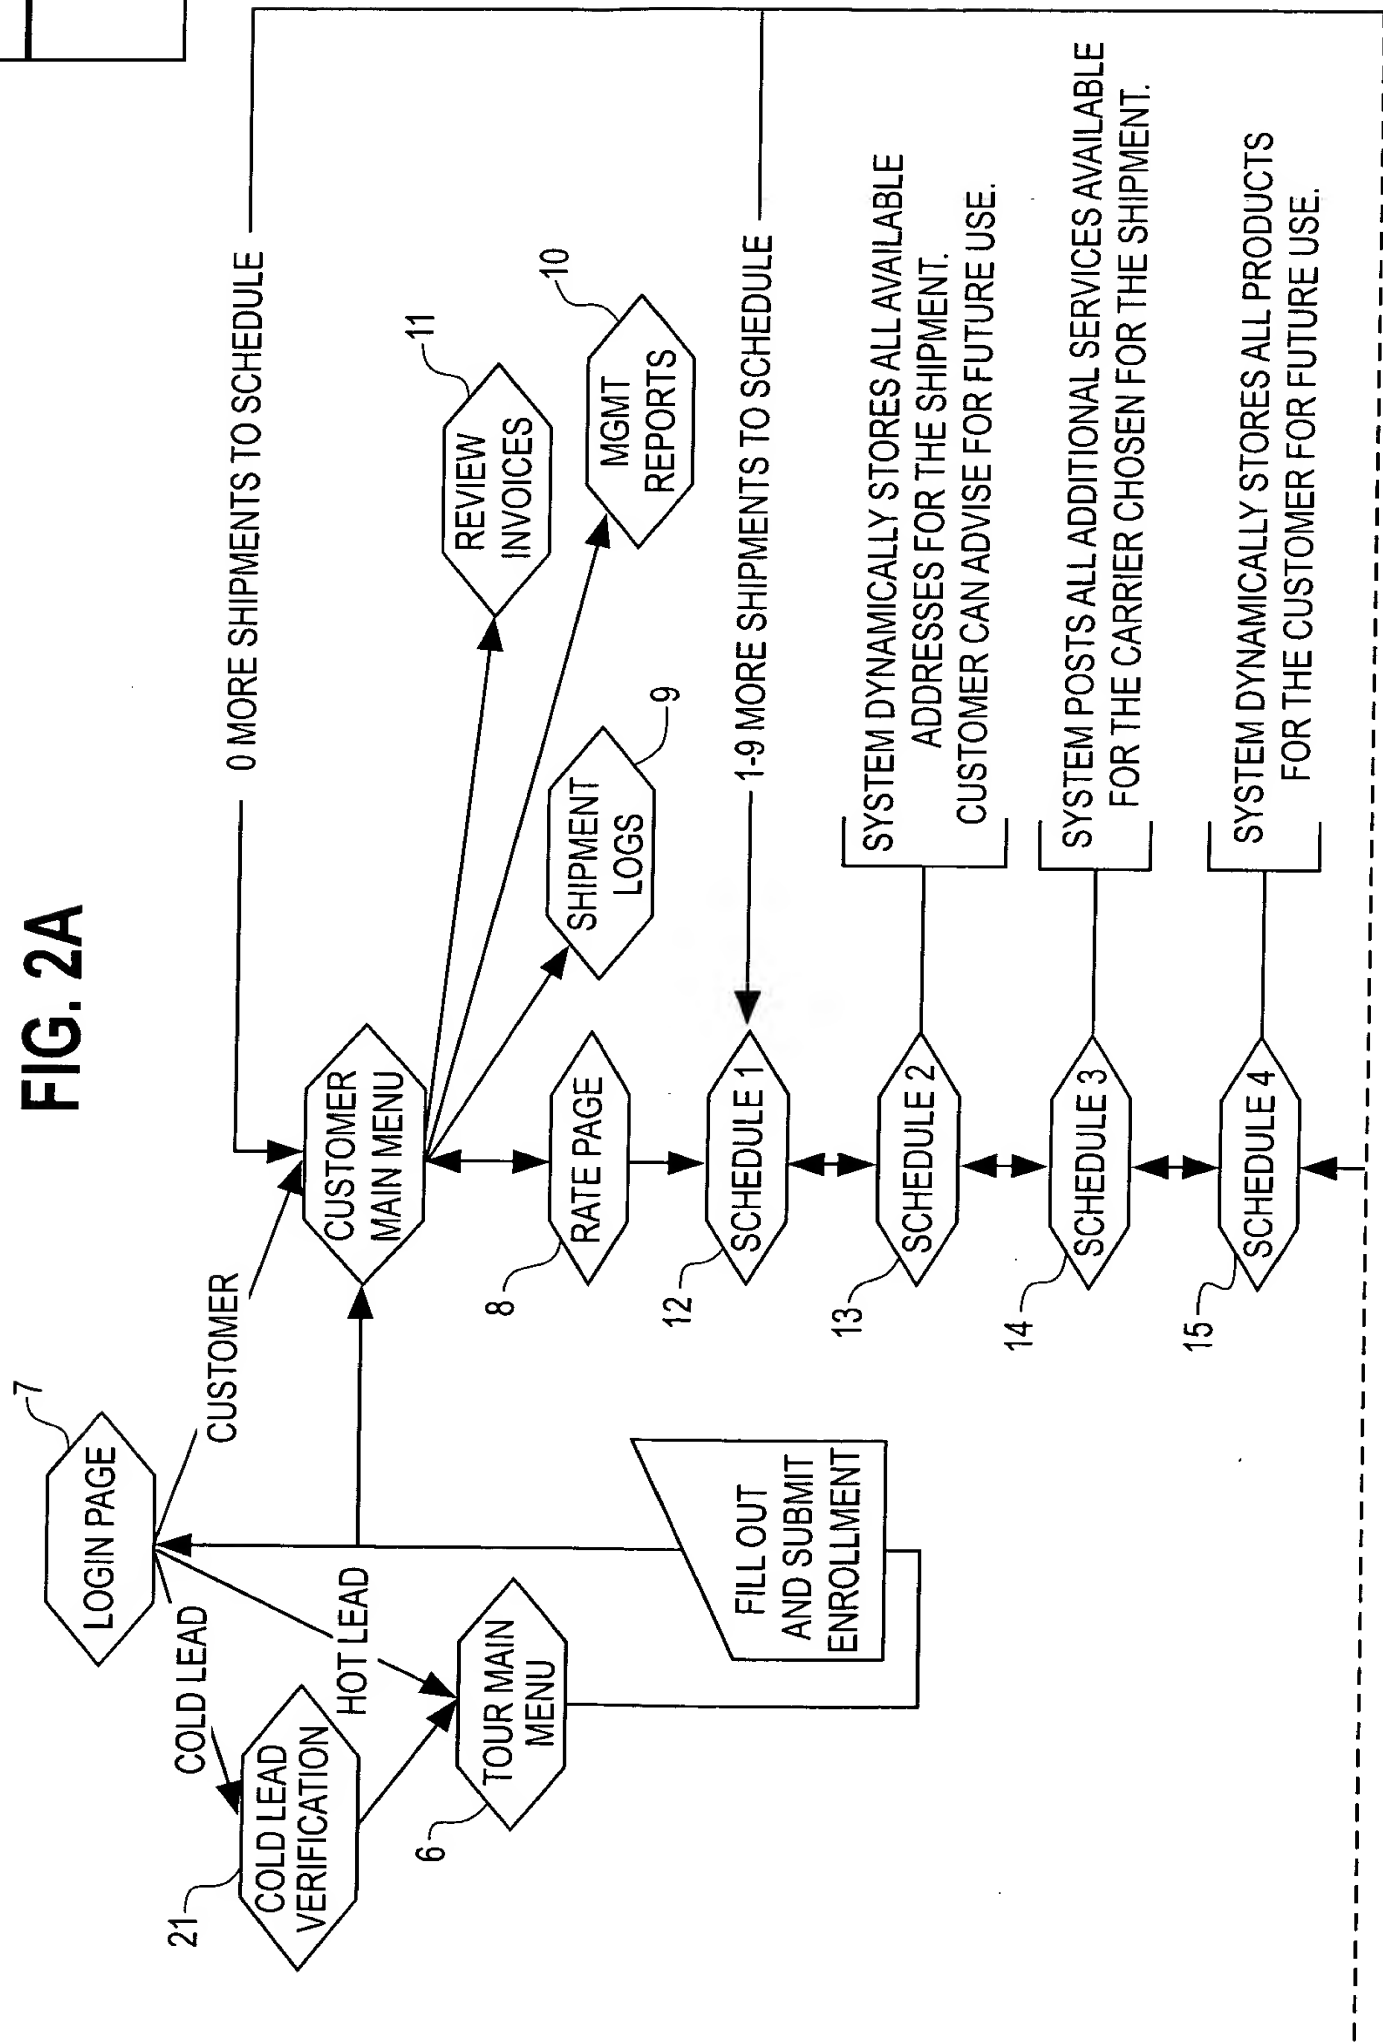 FIG. 2A
7
LOGIN PAGE
COLD LEAD
CUSTOMER
0 MORE SHIPMENTS TO SCHEDULE
21
COLD LEAD
VERIFICATION
HOT LEAD
CUSTOMER
MAIN MENU
11
REVIEW
INVOICES
6
TOUR MAIN
MENU
10
MGMT
REPORTS
8
RATE PAGE
SHIPMENT
LOGS
9
FILL OUT
AND SUBMIT
ENROLLMENT
12
SCHEDULE 1
1-9 MORE SHIPMENTS TO SCHEDULE
13
SCHEDULE 2
SYSTEM DYNAMICALLY STORES ALL AVAILABLE
ADDRESSES FOR THE SHIPMENT.
CUSTOMER CAN ADVISE FOR FUTURE USE.
14
SCHEDULE 3
SYSTEM POSTS ALL ADDITIONAL SERVICES AVAILABLE
FOR THE CARRIER CHOSEN FOR THE SHIPMENT.
15
SCHEDULE 4
SYSTEM DYNAMICALLY STORES ALL PRODUCTS
FOR THE CUSTOMER FOR FUTURE USE.